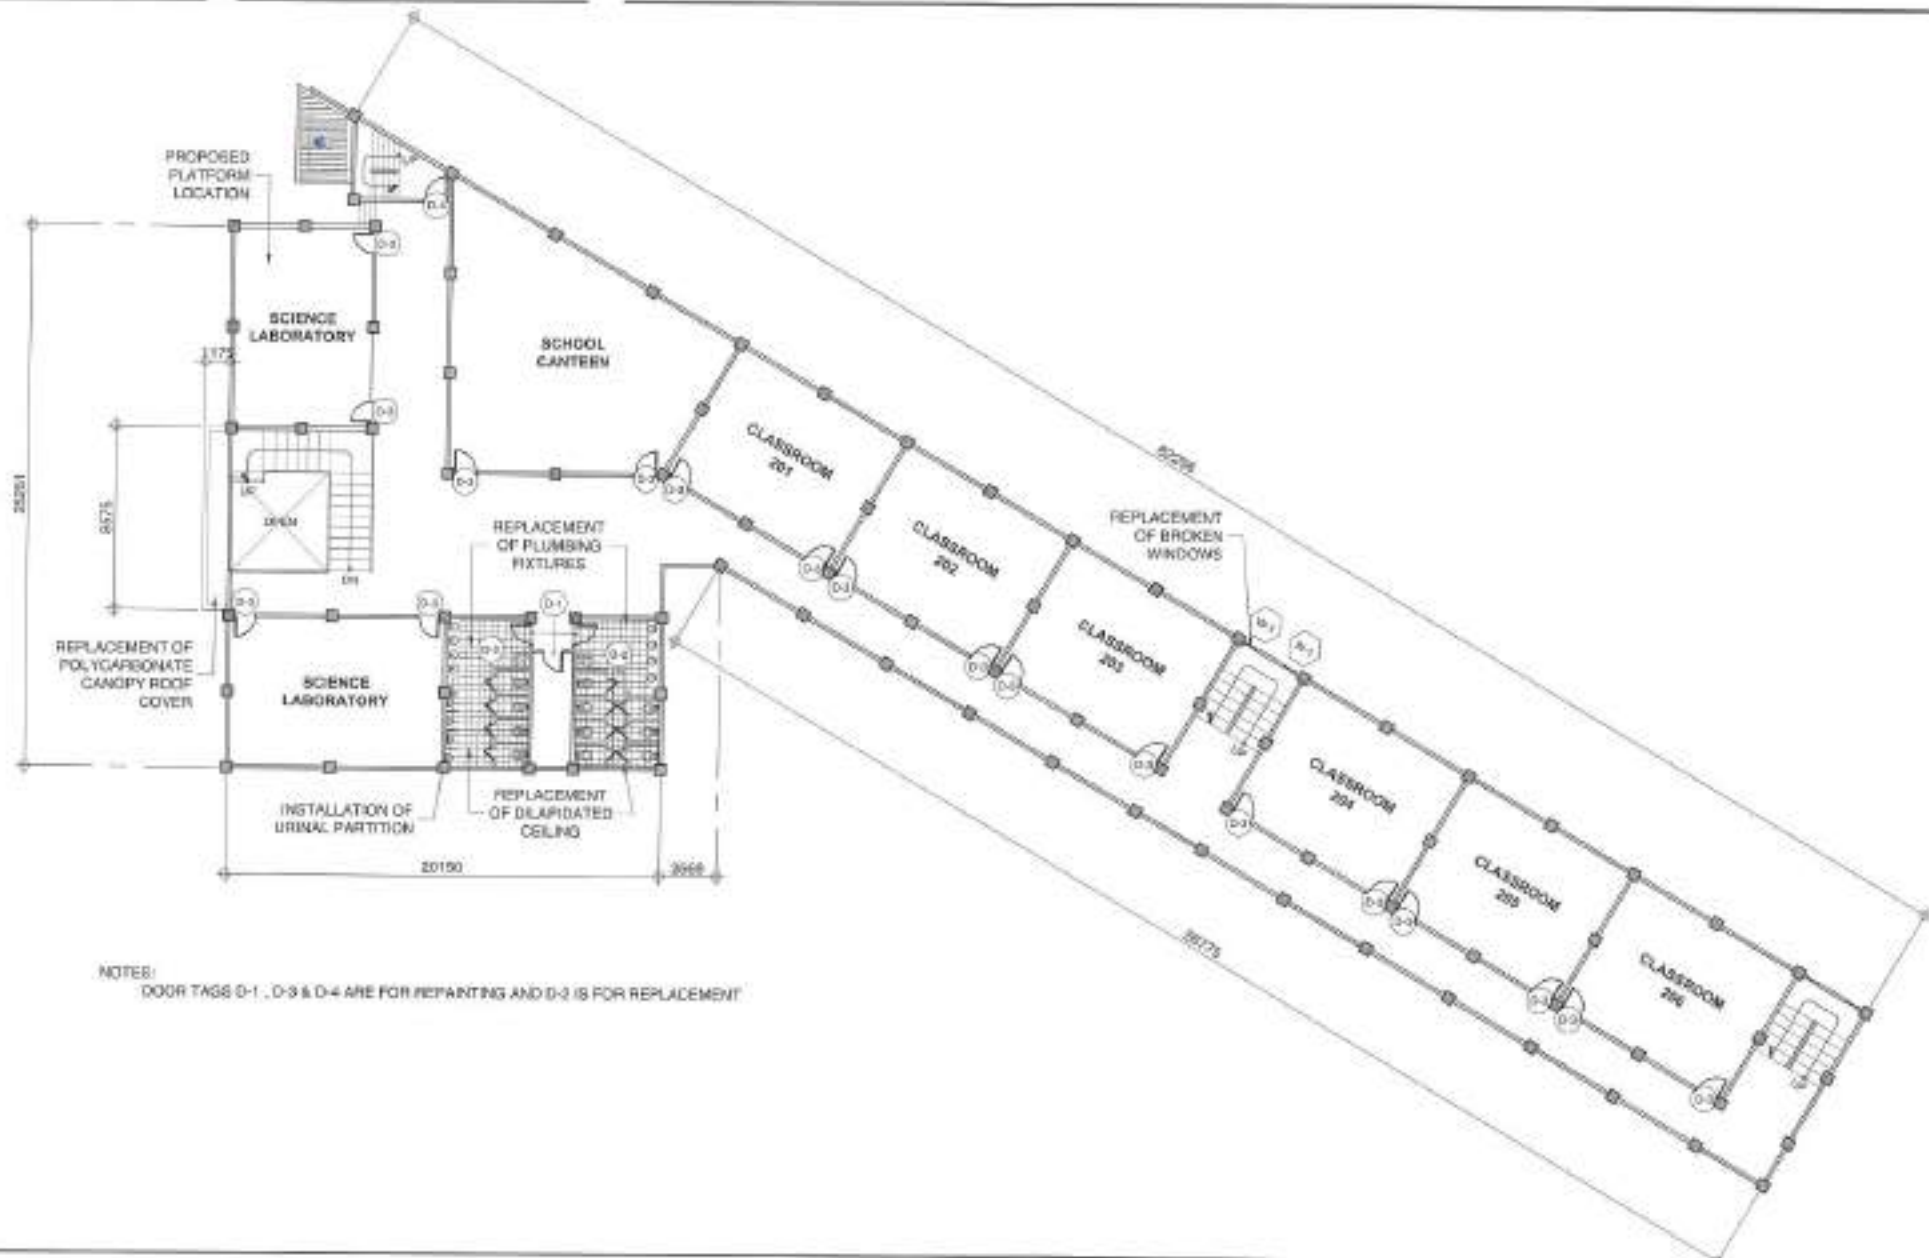 PROPOSED
PLATFORM
LOCATION
SCIENCE
LABORATORY
1175
SCHOOL
CANTEEN
CLASSROOM
201
CLASSROOM
202
CLASSROOM
203
CLASSROOM
204
CLASSROOM
205
CLASSROOM
206
REPLACEMENT
OF BROKEN
WINDOWS
UP
OPEN
DN
REPLACEMENT
OF PLUMBING
FIXTURES
D-1
D-2
D-3
D-3
REPLACEMENT OF
POLYCARBONATE
CANOPY ROOF
COVER
SCIENCE
LABORATORY
INSTALLATION OF
URINAL PARTITION
REPLACEMENT
OF DILAPIDATED
CEILING
20150
NOTES:
DOOR TAGS D-1 , D-3 & D-4 ARE FOR REPAINTING AND D-2 IS FOR REPLACEMENT